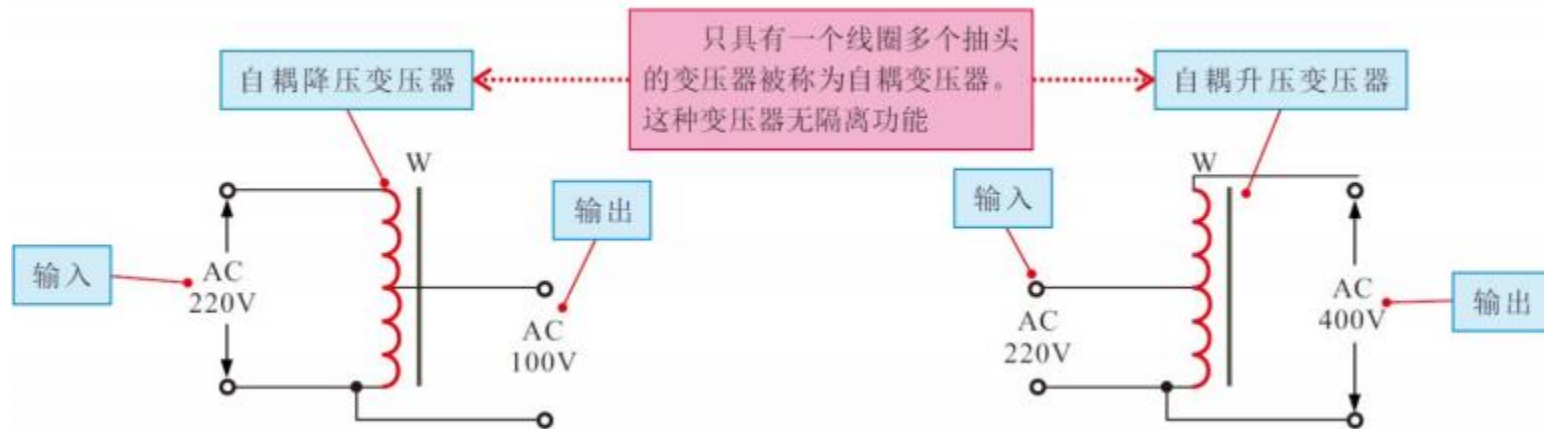 只具有一个线圈多个抽头
的变压器被称为自耦变压器。
这种变压器无隔离功能
自耦降压变压器
自耦升压变压器
W
输出
输入
AC
220V
AC
100V
W
输入
AC
220V
AC
400V
输出